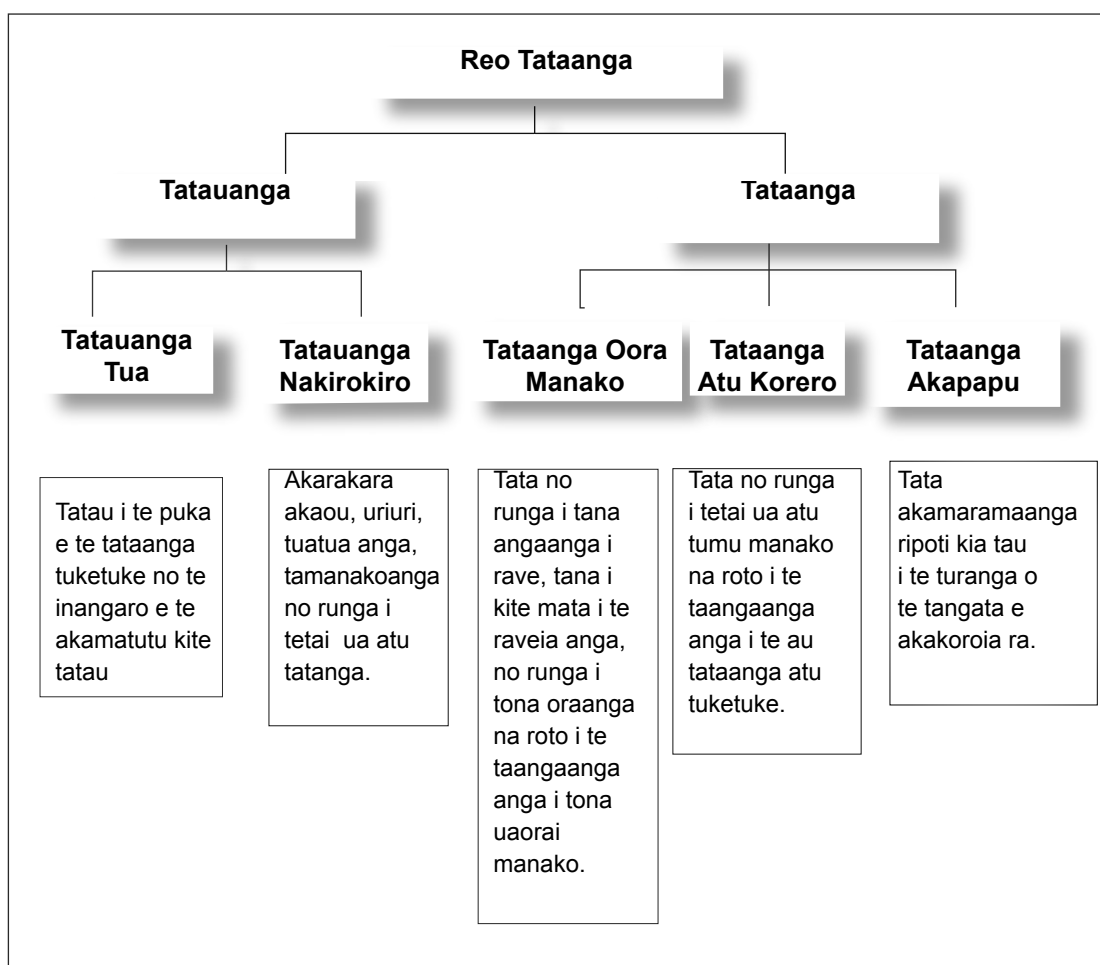 Reo Tataanga
Tatauanga
Tataanga
Tatauanga
Tua
Tatauanga
Nakirokiro
Tataanga Oora
Manako
Tataanga
Atu Korero
Tataanga
Akapapu
Tatau i te puka
e te tataanga
tuketuke no te
inangaro e te
akamatutu kite
tatau
Akarakara
akaou, uriuri,
tuatua anga,
tamanakoanga
no runga i
tetai ua atu
tatanga.
Tata no
runga i tana
angaanga i
rave, tana i
kite mata i te
raveia anga,
no runga i
tona oraanga
na roto i te
taangaanga
anga i tona
uaorai
manako.
Tata no runga
i tetai ua atu
tumu manako
na roto i te
taangaanga
anga i te au
tataanga atu
tuketuke.
Tata
akamaramaanga
ripoti kia tau
i te turanga o
te tangata e
akakoroia ra.